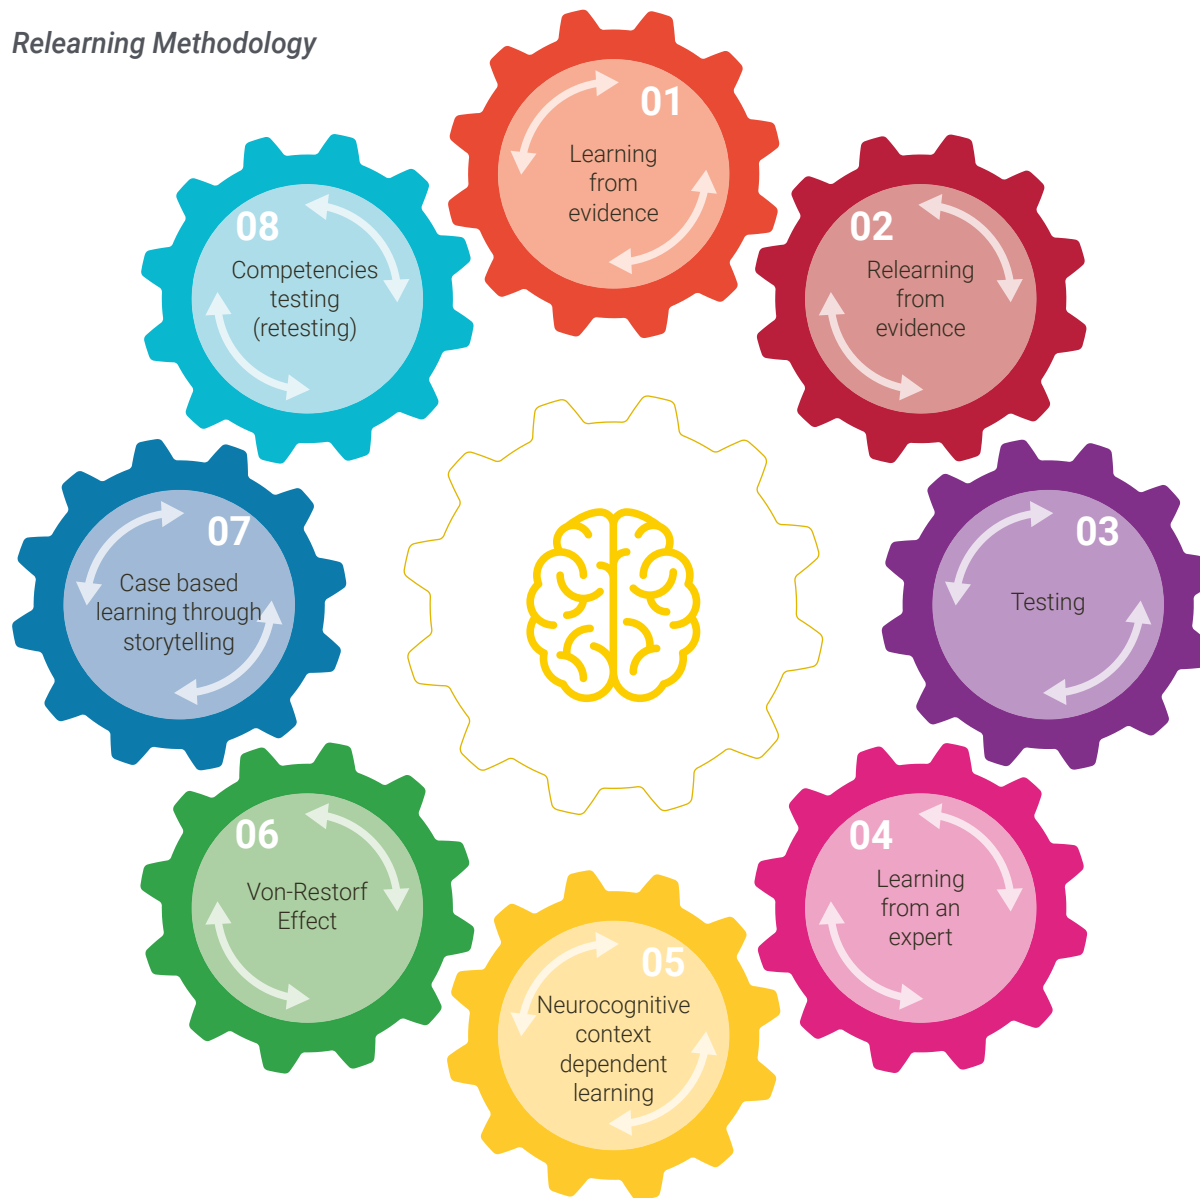 Relearning Methodology
01
Learning
from
evidence
02
Relearning
from
evidence
03
Testing
04
Learning
from an
expert
05
Neurocognitive
context
dependent
learning
06
Von-Restorf
Effect
07
Case based
learning through
storytelling
08
Competencies
testing
(retesting)